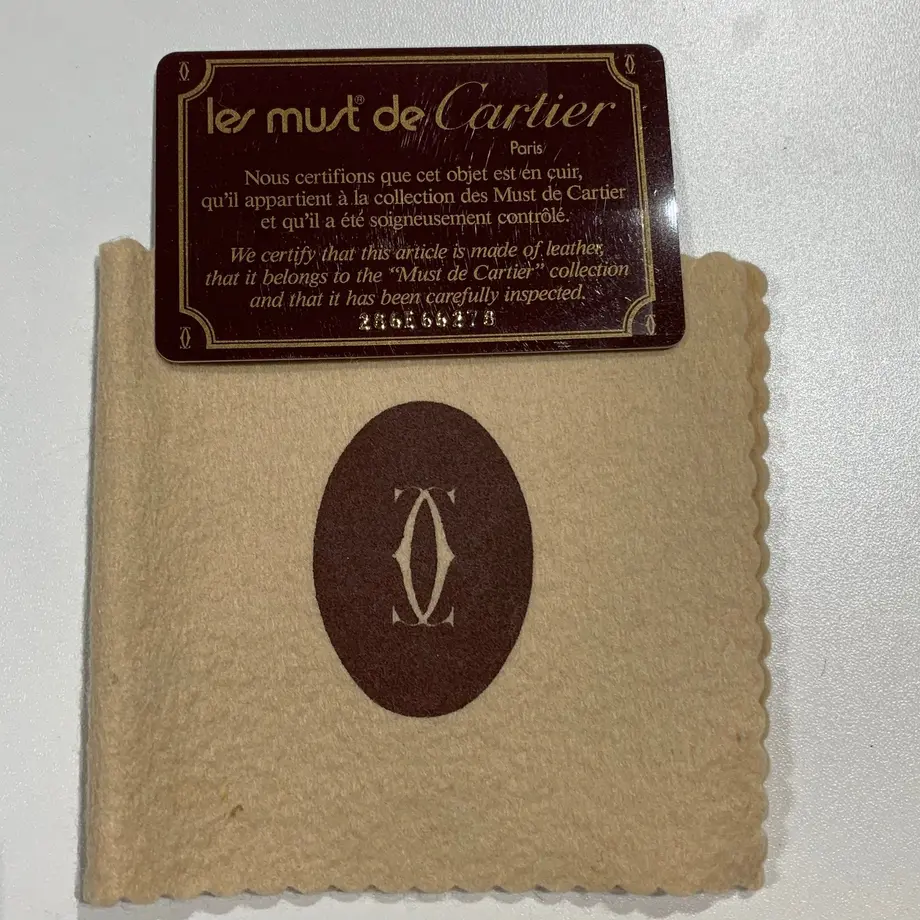 les must® de Cartier
Paris
Nous certifions que cet objet est en cuir,
qu'il appartient à la collection des Must de Cartier
et qu'il a été soigneusement contrôlé.
We certify that this article is made of leather,
that it belongs to the "Must de Cartier" collection
and that it has been carefully inspected.